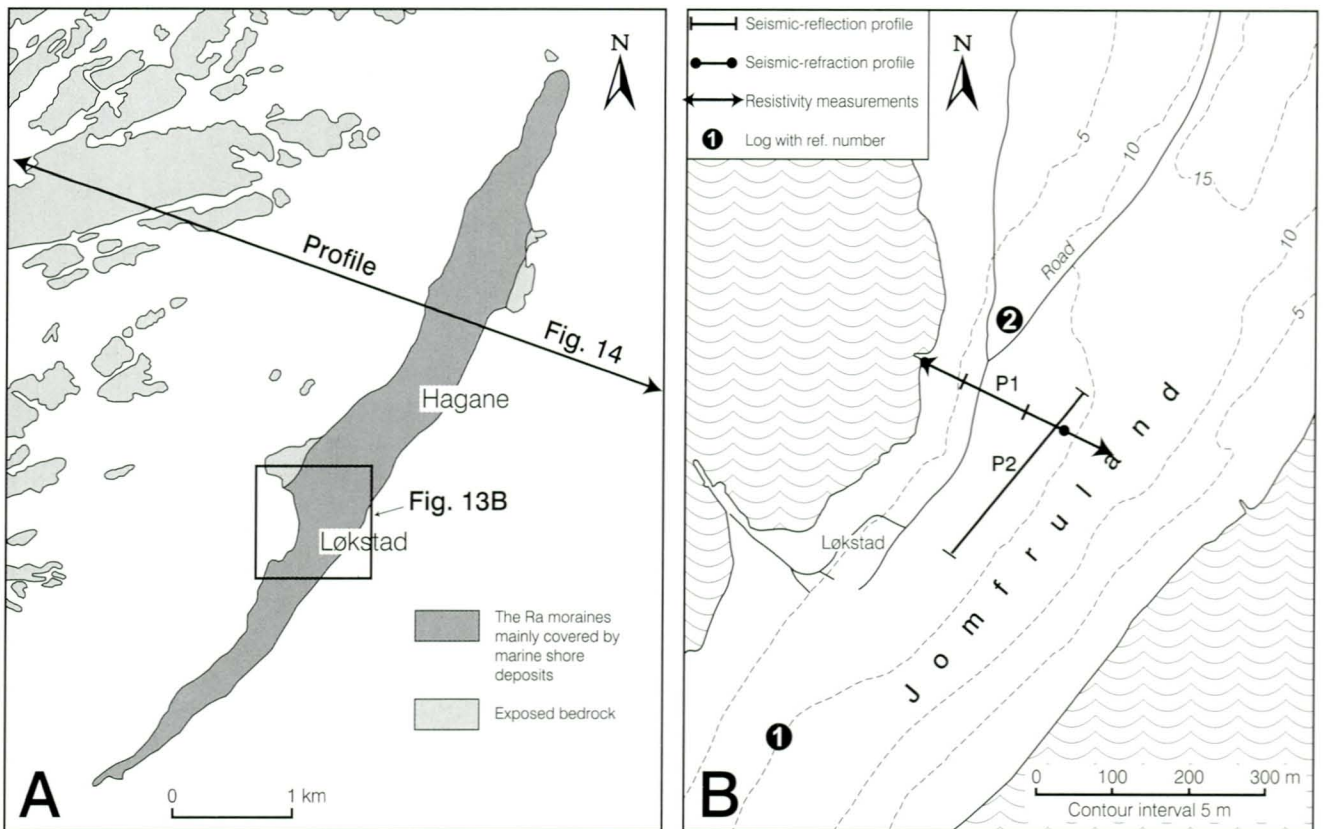 N
Profile
Fig. 14
Hagane
Fig. 13B
Løkstad
The Ra moraines
mainly covered by
marine shore
deposits
Exposed bedrock
A
0 1 km
Seismic-reflection profile
Seismic-refraction profile
Resistivity measurements
1 Log with ref. number
N
5
10
15
10
5
Road
2
P1
P2
Løkstad
Jomfruland
1
B
0 100 200 300 m
Contour interval 5 m